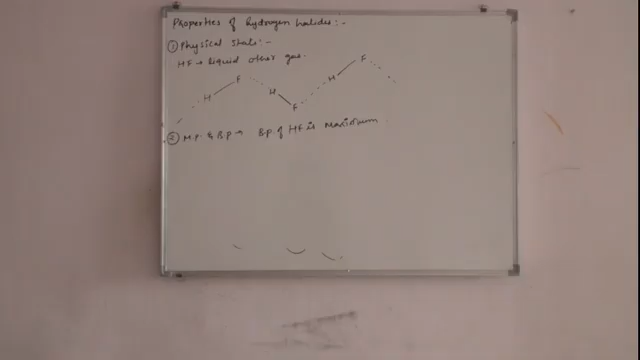 Properties of hydrogen halides:-
① Physical State:-
HF → liquid other gas.
F H F H H F
② M.P. & B.P → B.P. of HF is Maximum